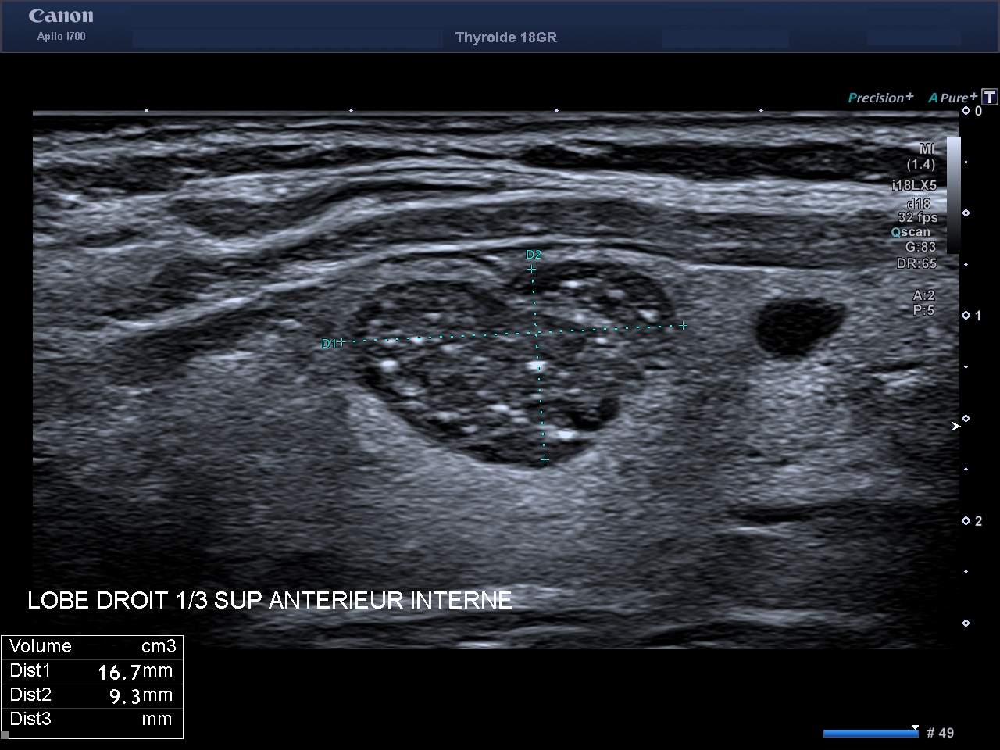 Canon
Aplio i700
Thyroide 18GR
Precision+ A Pure+ T
0
MI
(1.4)
i18LX5
d18
32 fps
Qscan
G:83
DR:65
A:2
P:5
D2
1
D1
2
LOBE DROIT 1/3 SUP ANTERIEUR INTERNE
Volume cm3
Dist1 16.7mm
Dist2 9.3mm
Dist3 mm
# 49